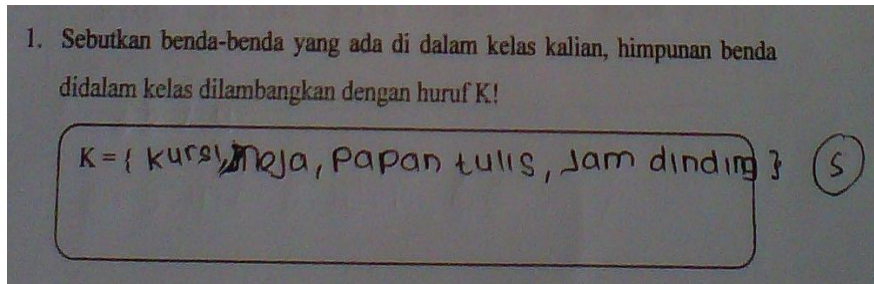 1. Sebutkan benda-benda yang ada di dalam kelas kalian, himpunan benda
didalam kelas dilambangkan dengan huruf K!
K = { kursi, meja, papan tulis, Jam dinding } S